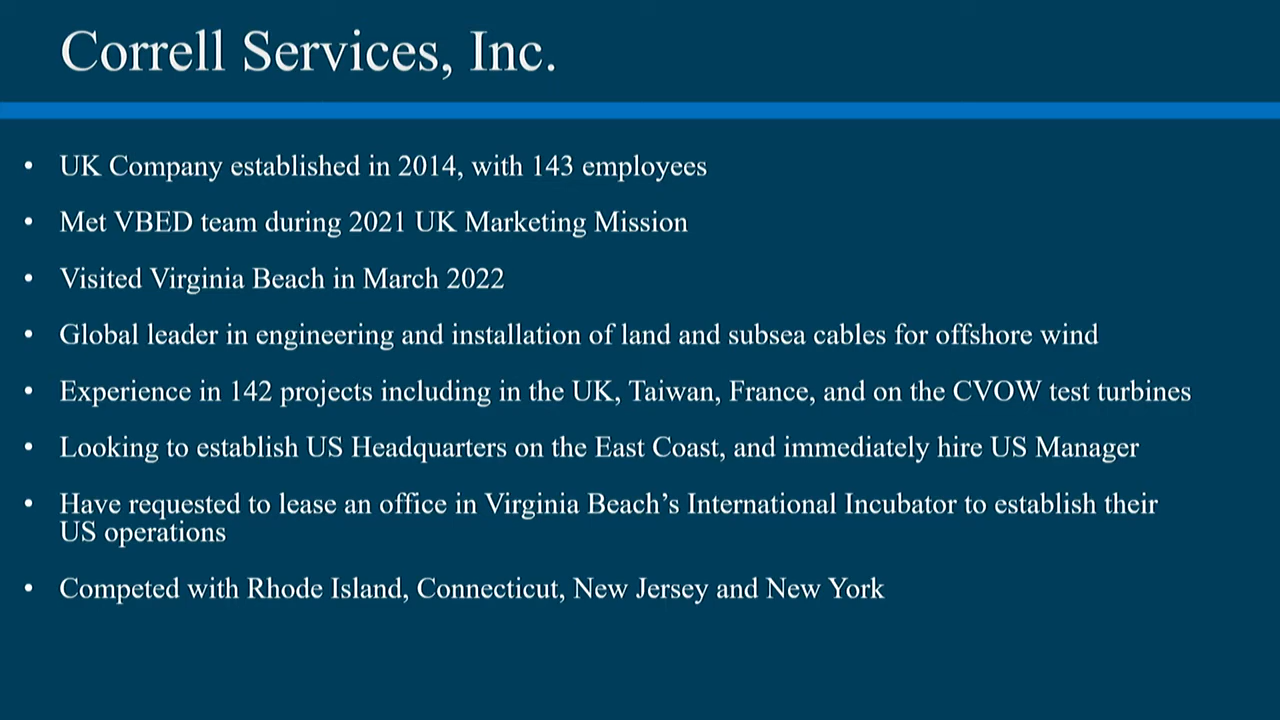 Correll Services, Inc.
• UK Company established in 2014, with 143 employees
• Met VBED team during 2021 UK Marketing Mission
• Visited Virginia Beach in March 2022
• Global leader in engineering and installation of land and subsea cables for offshore wind
• Experience in 142 projects including in the UK, Taiwan, France, and on the CVOW test turbines
• Looking to establish US Headquarters on the East Coast, and immediately hire US Manager
• Have requested to lease an office in Virginia Beach’s International Incubator to establish their
US operations
• Competed with Rhode Island, Connecticut, New Jersey and New York